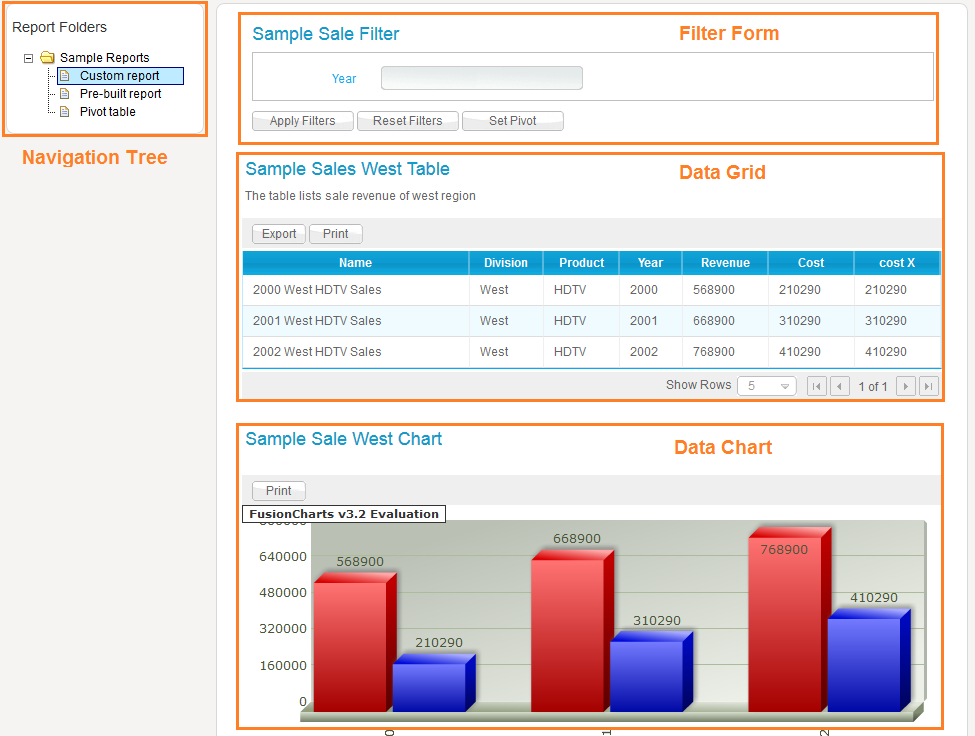 Report Folders
Sample Reports
Custom report
Pre-built report
Pivot table
Navigation Tree
Sample Sale Filter
Filter Form
Year
Apply Filters Reset Filters Set Pivot
Sample Sales West Table
Data Grid
The table lists sale revenue of west region
Export Print
Name Division Product Year Revenue Cost cost X
2000 West HDTV Sales West HDTV 2000 568900 210290 210290
2001 West HDTV Sales West HDTV 2001 668900 310290 310290
2002 West HDTV Sales West HDTV 2002 768900 410290 410290
Show Rows 5 1 of 1
Sample Sale West Chart
Data Chart
Print
FusionCharts v3.2 Evaluation
640000
480000
320000
160000
0
568900
210290
668900
310290
768900
410290